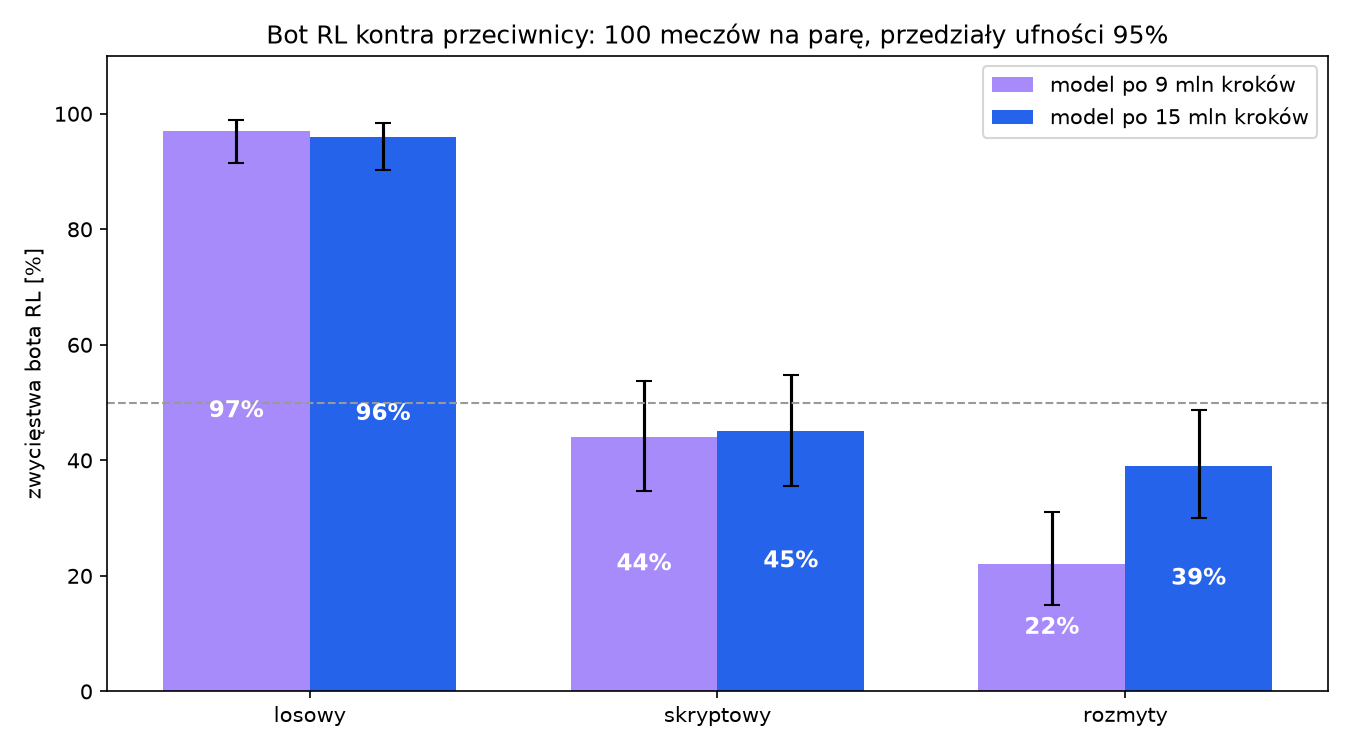 Bot RL kontra przeciwnicy: 100 meczów na parę, przedziały ufności 95%
model po 9 mln kroków
model po 15 mln kroków
zwycięstwa bota RL [%]
100
80
60
40
20
0
97%
96%
44%
45%
22%
39%
losowy
skryptowy
rozmyty